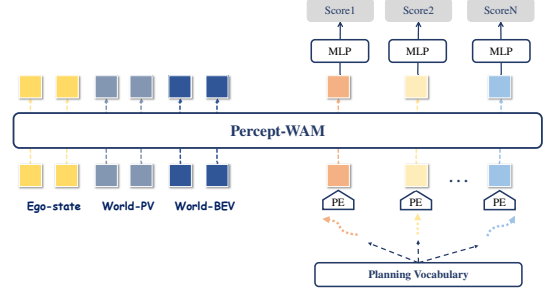 Score1 Score2 ScoreN
MLP MLP MLP
Percept-WAM
Ego-state World-PV World-BEV
PE PE ... PE
Planning Vocabulary